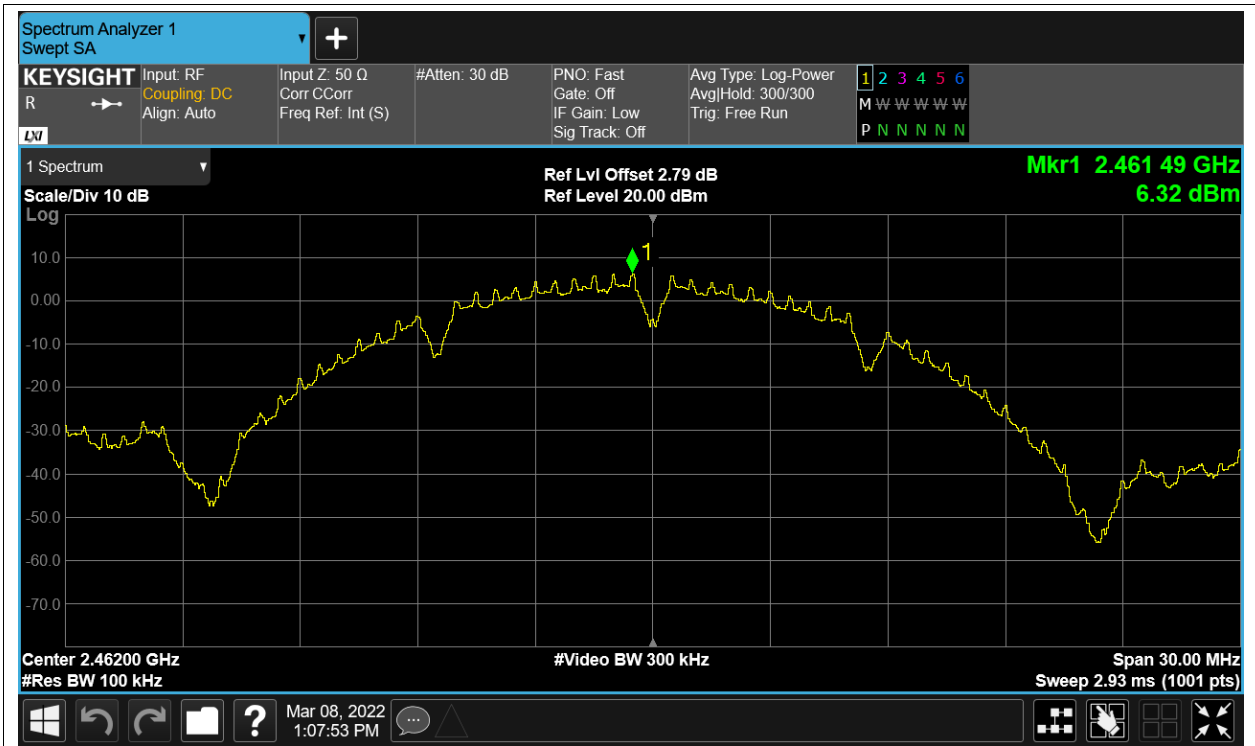 Spectrum Analyzer 1
Swept SA
KEYSIGHT
R
LXI
Input: RF
Coupling: DC
Align: Auto
Input Z: 50 Ω
Corr CCorr
Freq Ref: Int (S)
#Atten: 30 dB
PNO: Fast
Gate: Off
IF Gain: Low
Sig Track: Off
Avg Type: Log-Power
Avg|Hold: 300/300
Trig: Free Run
1 2 3 4 5 6
M W W W W W
P N N N N N
1 Spectrum
Scale/Div 10 dB
Log
Ref Lvl Offset 2.79 dB
Ref Level 20.00 dBm
Mkr1 2.461 49 GHz
6.32 dBm
1
10.0
0.00
-10.0
-20.0
-30.0
-40.0
-50.0
-60.0
-70.0
Center 2.46200 GHz
#Res BW 100 kHz
#Video BW 300 kHz
Span 30.00 MHz
Sweep 2.93 ms (1001 pts)
?
Mar 08, 2022
1:07:53 PM